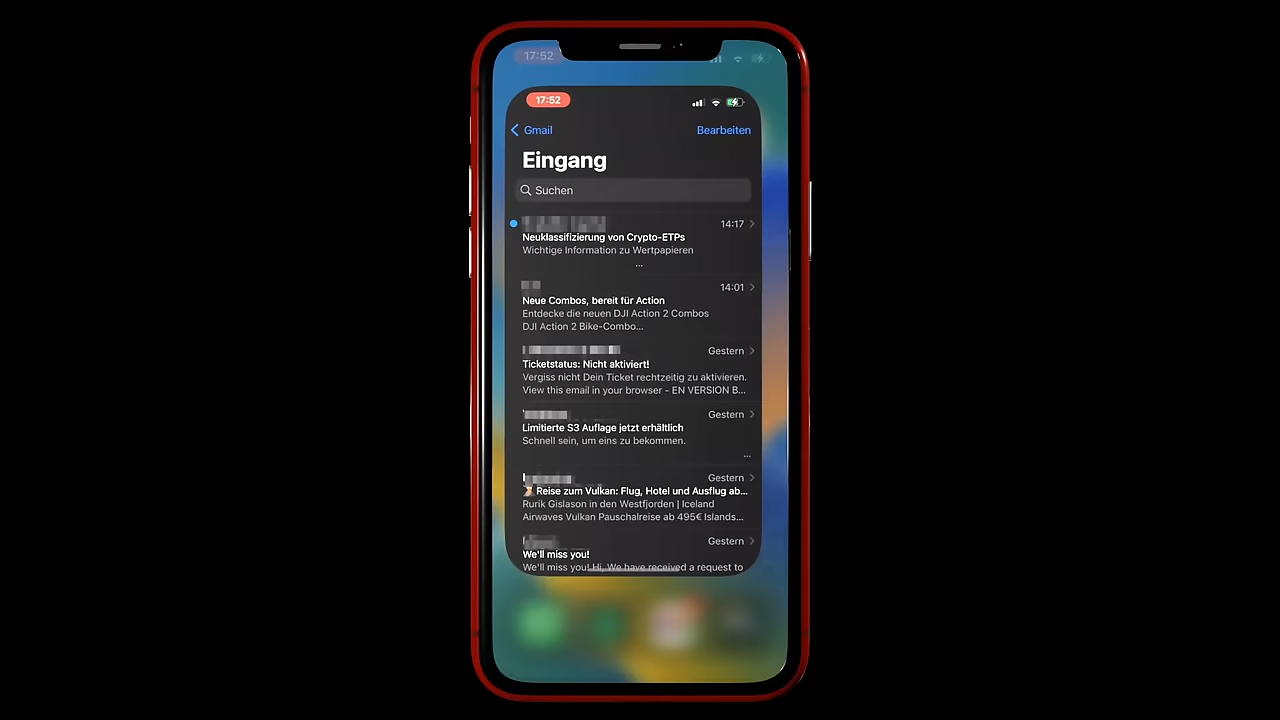 17:52
17:52
Gmail
Bearbeiten
Eingang
Suchen
14:17
Neuklassifizierung von Crypto-ETPs
Wichtige Information zu Wertpapieren
...
14:01
Neue Combos, bereit für Action
Entdecke die neuen DJI Action 2 Combos
DJI Action 2 Bike-Combo...
Gestern
Ticketstatus: Nicht aktiviert!
Vergiss nicht Dein Ticket rechtzeitig zu aktivieren.
View this email in your browser - EN VERSION B...
Gestern
Limitierte S3 Auflage jetzt erhältlich
Schnell sein, um eins zu bekommen.
...
Gestern
⏳Reise zum Vulkan: Flug, Hotel und Ausflug ab...
Rurik Gislason in den Westfjorden | Iceland
Airwaves Vulkan Pauschalreise ab 495€ Islands...
Gestern
We'll miss you!
We'll miss you! Hi, We have received a request to